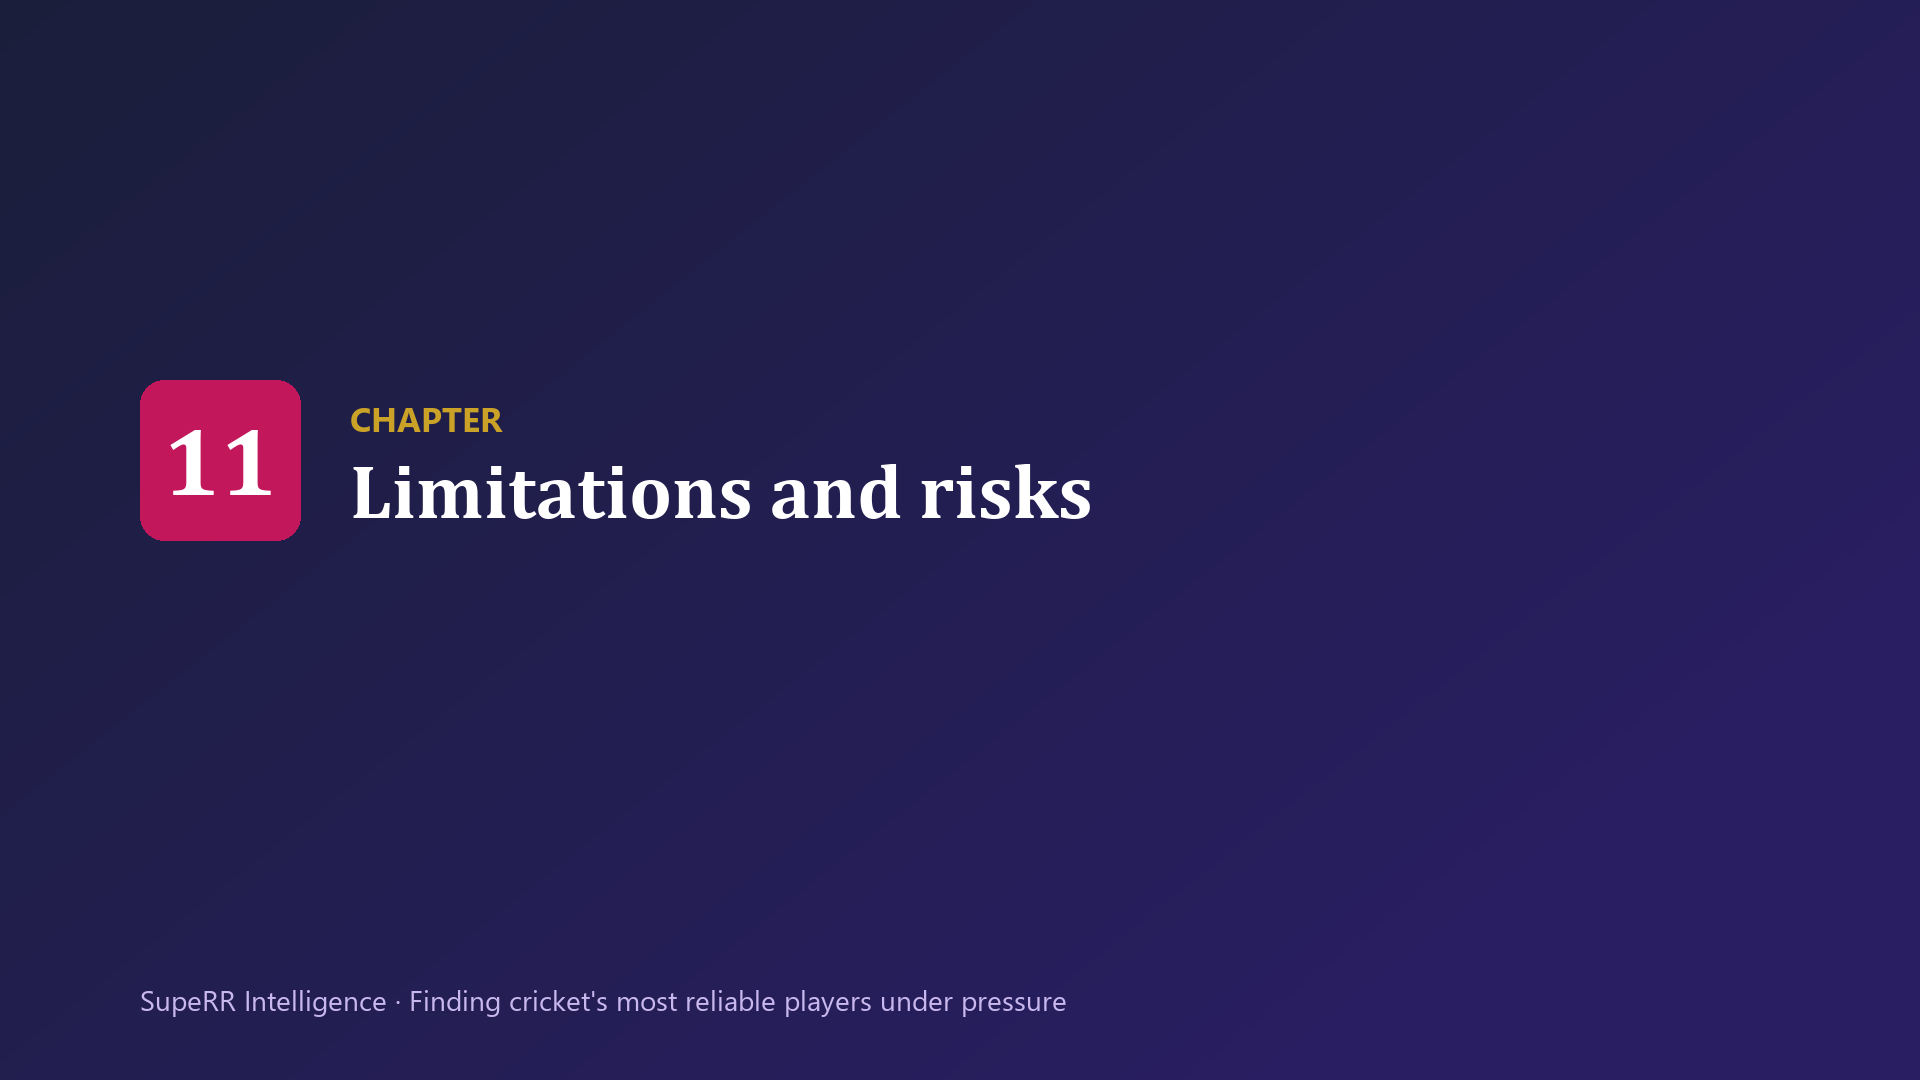 11
CHAPTER
Limitations and risks
SupeRR Intelligence · Finding cricket's most reliable players under pressure